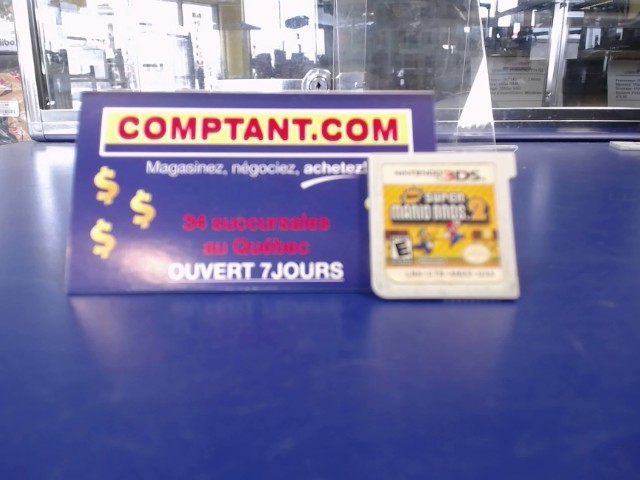 COMPTANT.COM
Magasinez, négociez, achetez!
$
$
$
34 succursales
au Québec
OUVERT 7JOURS
NINTENDO 3DS
NEW SUPER
MARIO BROS. 2
E